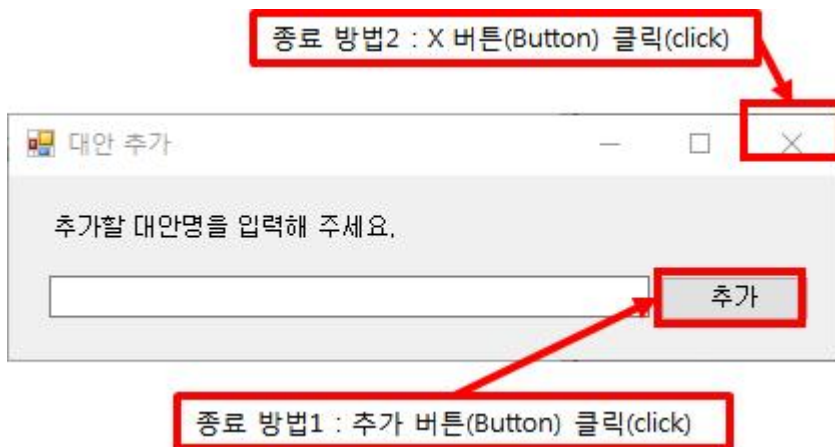 종료 방법2 : X 버튼(Button) 클릭(click)
대안 추가
추가할 대안명을 입력해 주세요.
추가
종료 방법1 : 추가 버튼(Button) 클릭(click)